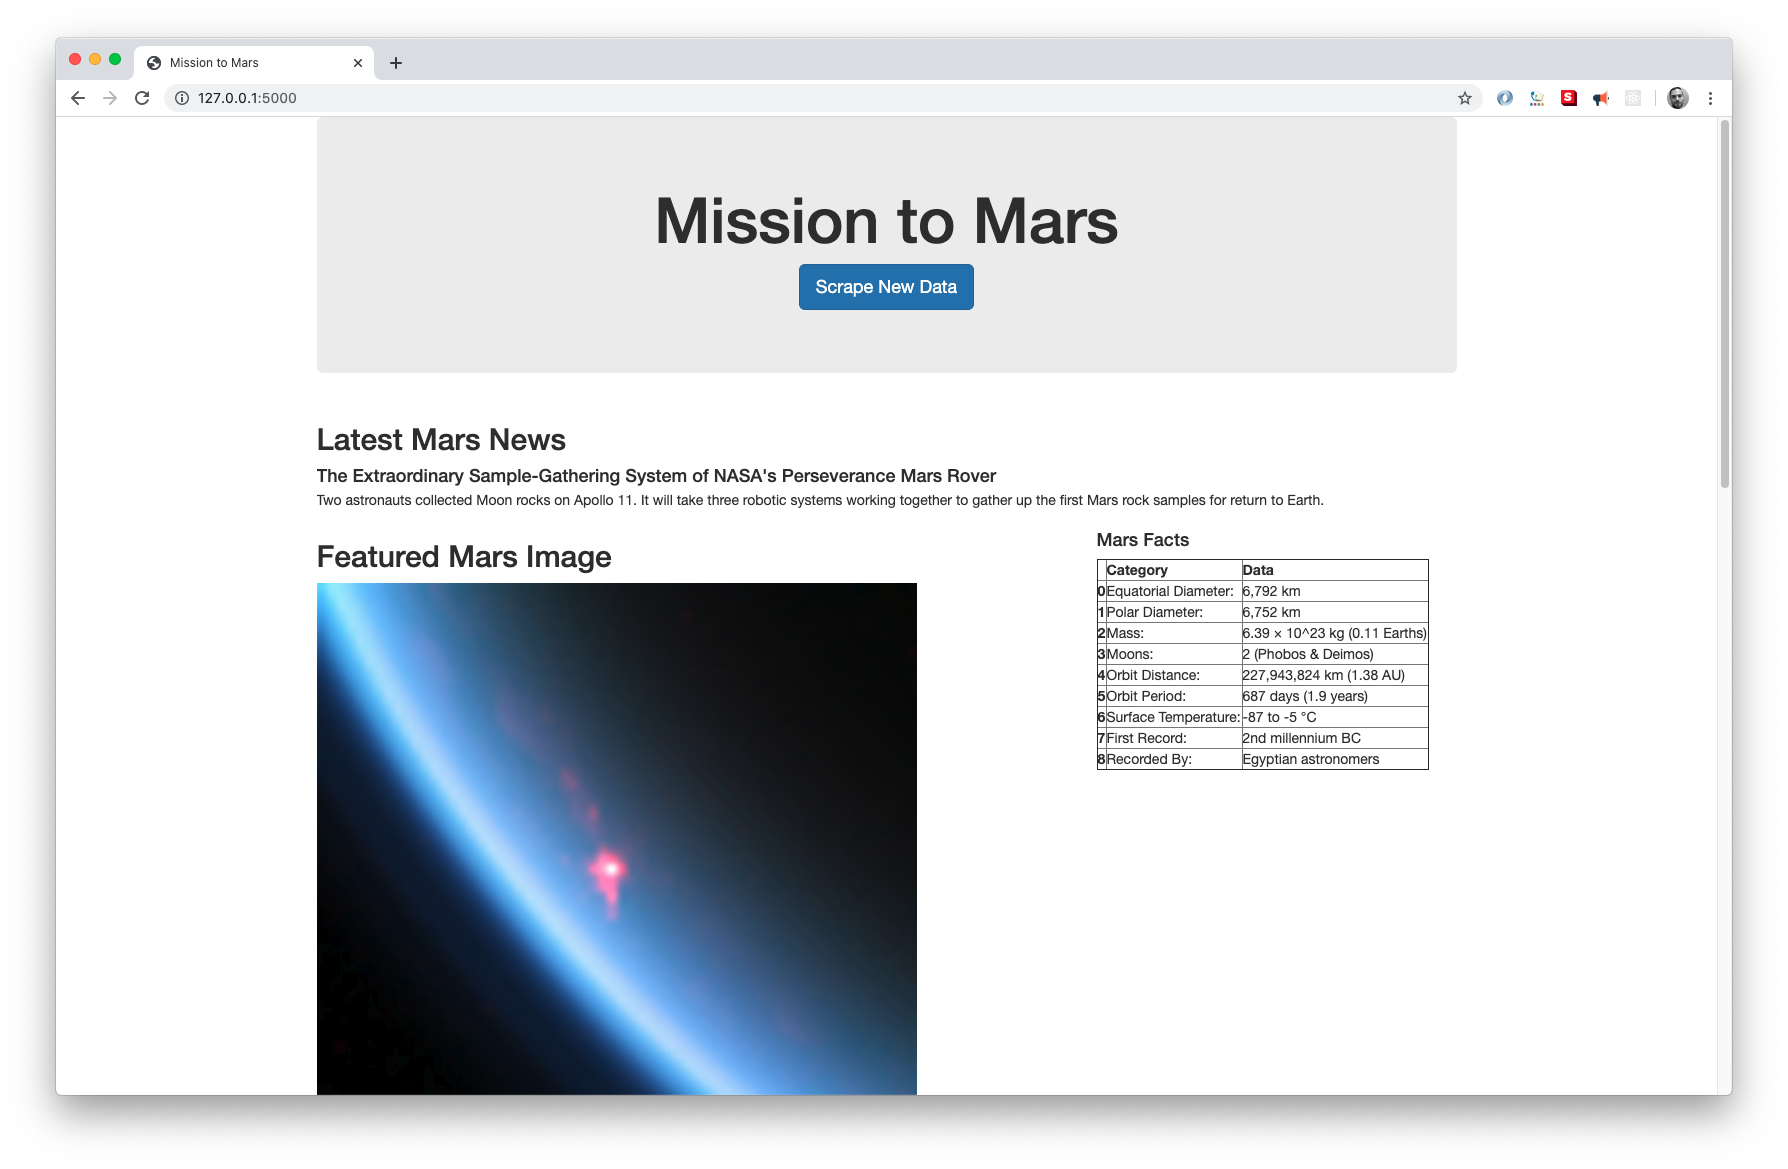 Mission to Mars
127.0.0.1:5000
S
Mission to Mars
Scrape New Data
Latest Mars News
The Extraordinary Sample-Gathering System of NASA's Perseverance Mars Rover
Two astronauts collected Moon rocks on Apollo 11. It will take three robotic systems working together to gather up the first Mars rock samples for return to Earth.
Featured Mars Image
Mars Facts
Category Data
0 Equatorial Diameter: 6,792 km
1 Polar Diameter: 6,752 km
2 Mass: 6.39 × 10^23 kg (0.11 Earths)
3 Moons: 2 (Phobos & Deimos)
4 Orbit Distance: 227,943,824 km (1.38 AU)
5 Orbit Period: 687 days (1.9 years)
6 Surface Temperature: -87 to -5 °C
7 First Record: 2nd millennium BC
8 Recorded By: Egyptian astronomers